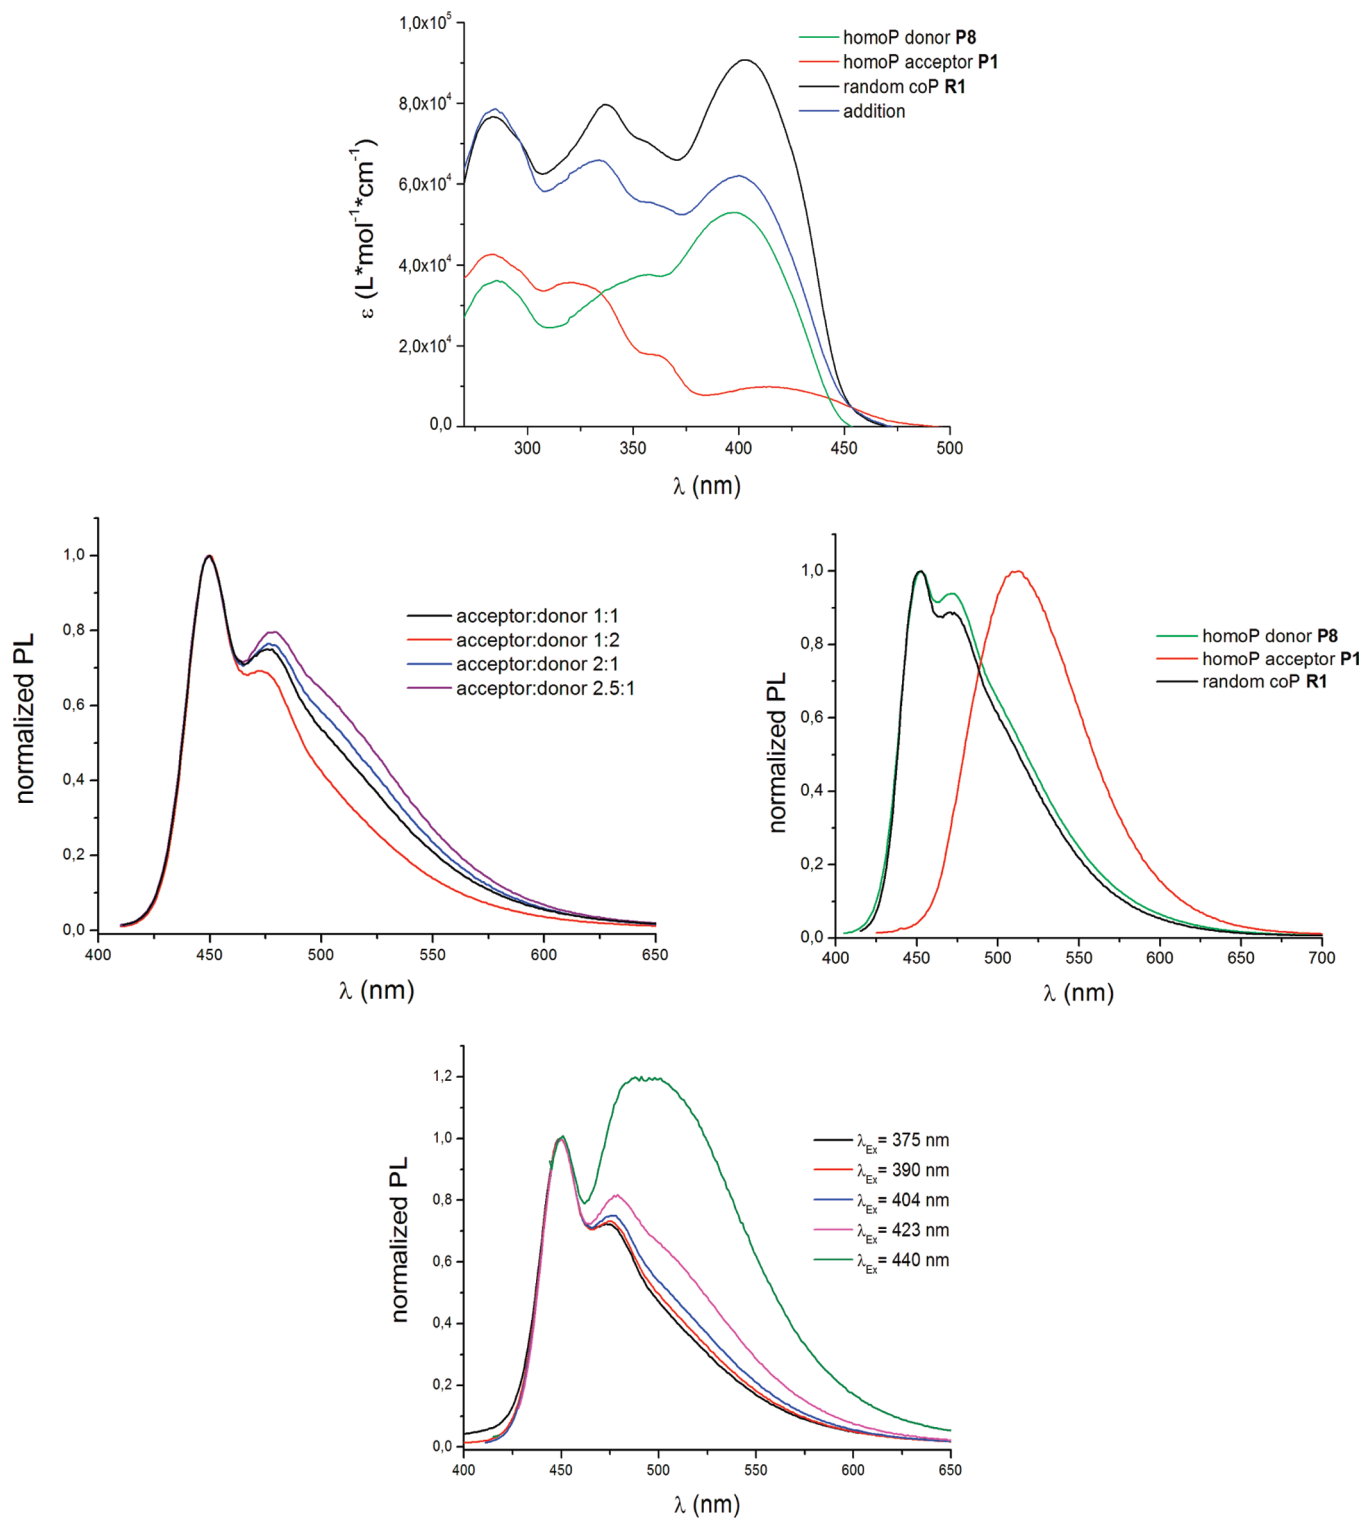 1,0x10⁵
8,0x10⁴
6,0x10⁴
4,0x10⁴
2,0x10⁴
0,0
ε (L*mol⁻¹*cm⁻¹)
300 350 400 450 500
λ (nm)
homoP donor P8
homoP acceptor P1
random coP R1
addition
1,0
0,8
0,6
0,4
0,2
0,0
normalized PL
400 450 500 550 600 650
λ (nm)
acceptor:donor 1:1
acceptor:donor 1:2
acceptor:donor 2:1
acceptor:donor 2.5:1
1,0
0,8
0,6
0,4
0,2
0,0
normalized PL
400 450 500 550 600 650 700
λ (nm)
homoP donor P8
homoP acceptor P1
random coP R1
1,2
1,0
0,8
0,6
0,4
0,2
0,0
normalized PL
400 450 500 550 600 650
λ (nm)
λEx= 375 nm
λEx= 390 nm
λEx= 404 nm
λEx= 423 nm
λEx= 440 nm